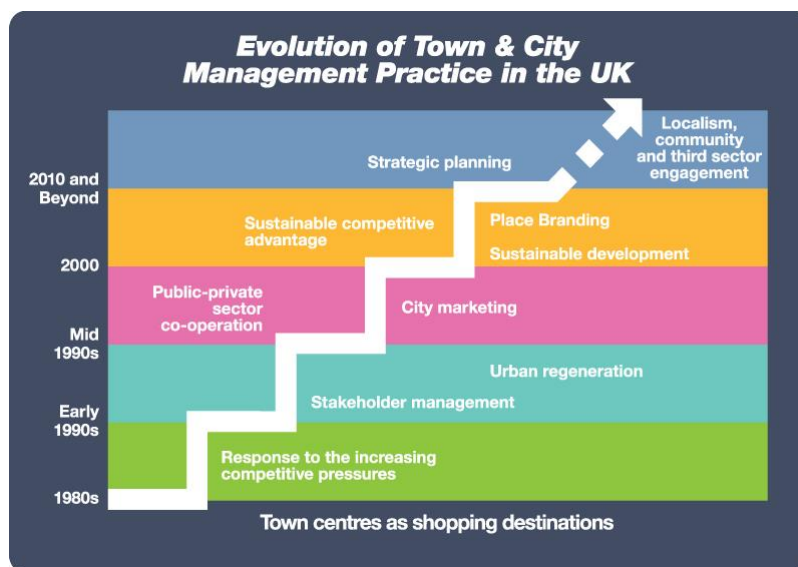 Evolution of Town & City
Management Practice in the UK
Localism,
community
and third sector
engagement
Strategic planning
2010 and
Beyond
Sustainable competitive
advantage
Place Branding
Sustainable development
2000
Public-private
sector
co-operation
City marketing
Mid
1990s
Urban regeneration
Stakeholder management
Early
1990s
Response to the increasing
competitive pressures
1980s
Town centres as shopping destinations